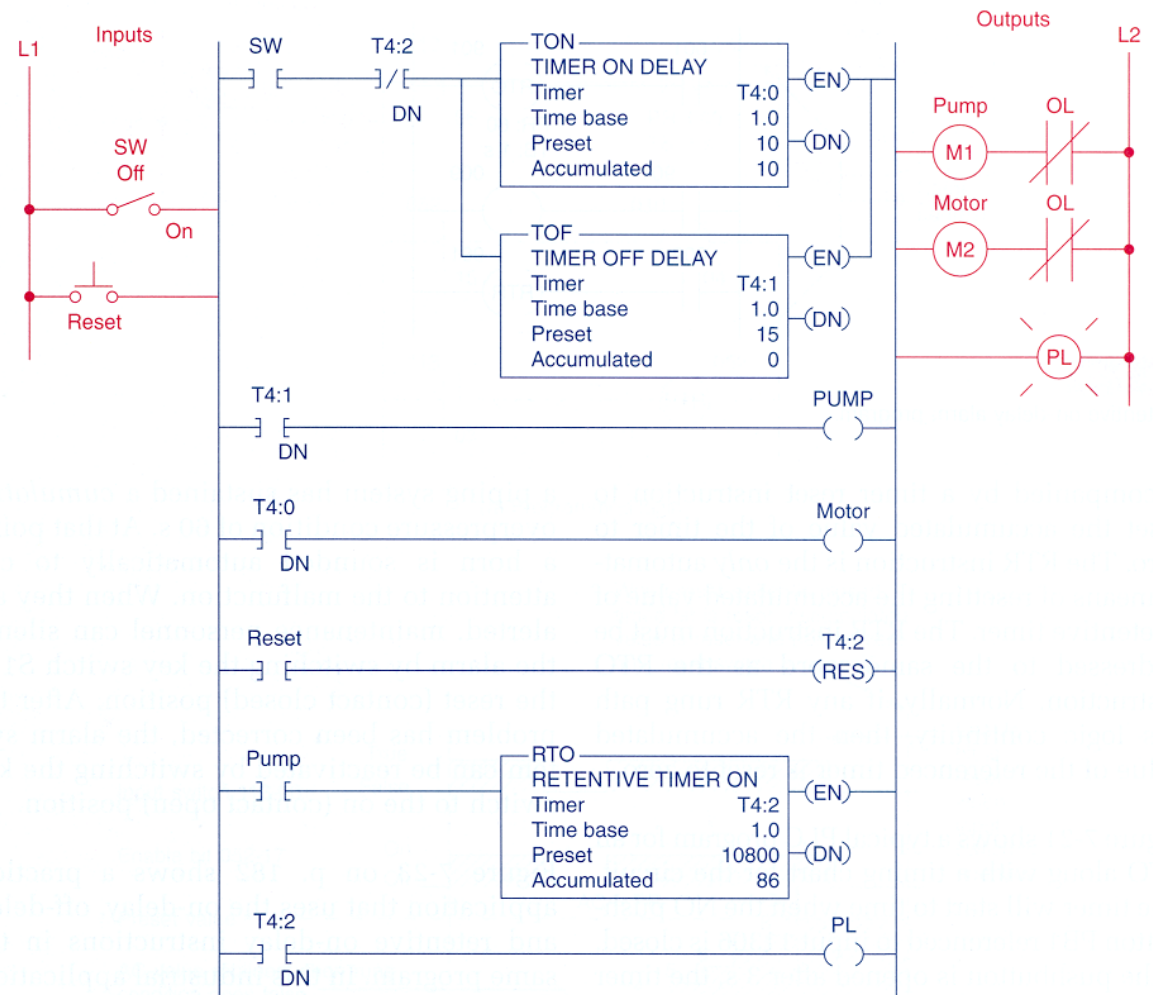 Inputs
Outputs
L1
L2
SW
Off
On
Reset
SW
T4:2
] [
]/[
DN
TON
TIMER ON DELAY
Timer T4:0
Time base 1.0
Preset 10
Accumulated 10
(EN)
(DN)
TOF
TIMER OFF DELAY
Timer T4:1
Time base 1.0
Preset 15
Accumulated 0
(EN)
(DN)
Pump OL
M1
Motor OL
M2
PL
T4:1
DN
PUMP
T4:0
DN
Motor
Reset
T4:2
(RES)
Pump
RTO
RETENTIVE TIMER ON
Timer T4:2
Time base 1.0
Preset 10800
Accumulated 86
(EN)
(DN)
T4:2
DN
PL